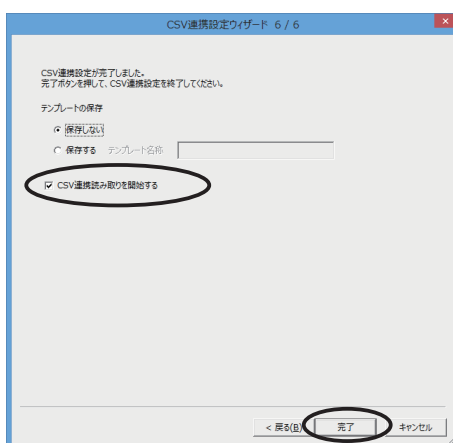 CSV連携設定ウィザード 6 / 6
CSV連携設定が完了しました。
完了ボタンを押して、CSV連携設定を終了してください。
テンプレートの保存
保存しない
保存する テンプレート名称
CSV連携読み取りを開始する
< 戻る(B) 完了 キャンセル